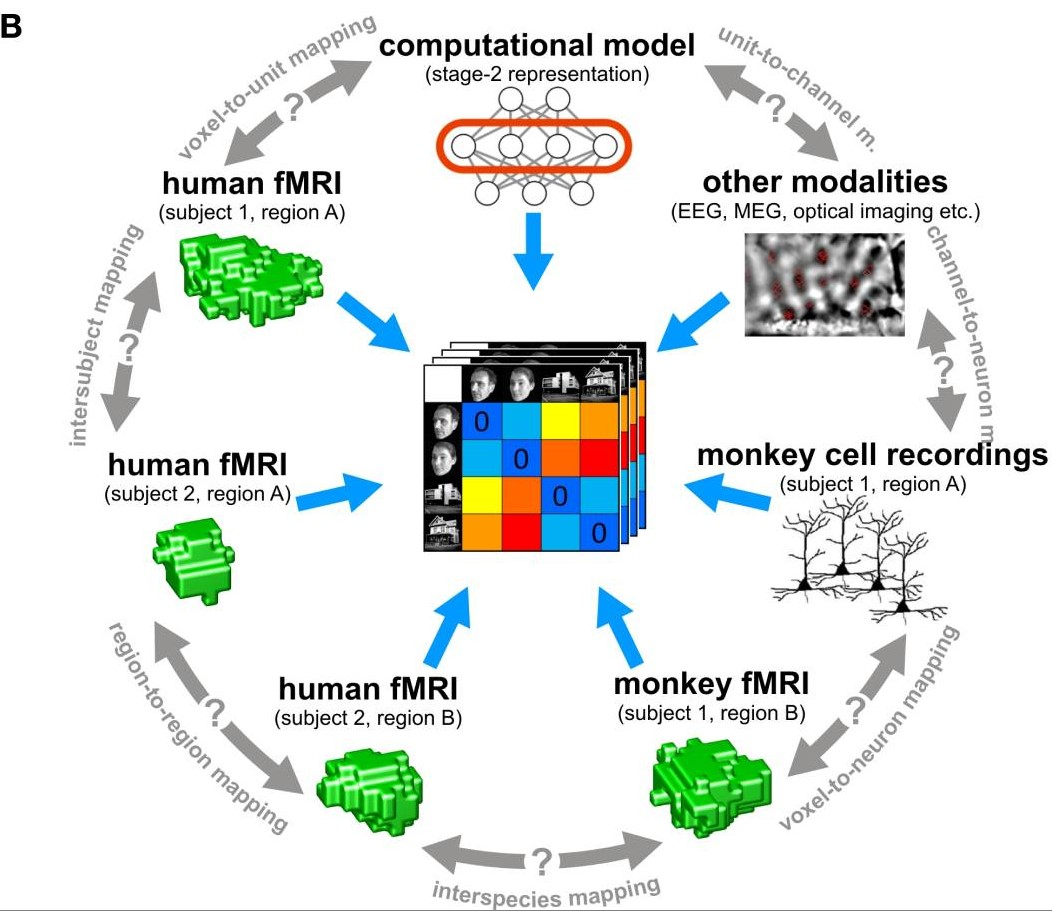 B
voxel-to-unit mapping
?
computational model
(stage-2 representation)
unit-to-channel m.
?
human fMRI
(subject 1, region A)
other modalities
(EEG, MEG, optical imaging etc.)
intersubject mapping
?
channel-to-neuron m
?
0
0
0
0
human fMRI
(subject 2, region A)
monkey cell recordings
(subject 1, region A)
region-to-region mapping
?
human fMRI
(subject 2, region B)
monkey fMRI
(subject 1, region B)
voxel-to-neuron mapping
?
?
interspecies mapping